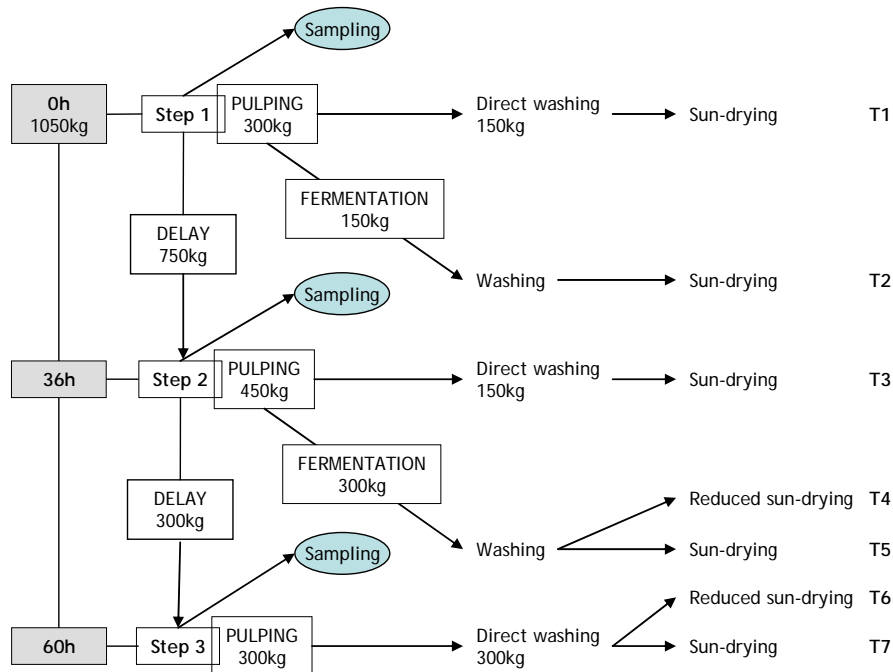 Sampling
0h
1050kg
Step 1
PULPING
300kg
Direct washing
150kg
Sun-drying
T1
FERMENTATION
150kg
DELAY
750kg
Washing
Sun-drying
T2
Sampling
36h
Step 2
PULPING
450kg
Direct washing
150kg
Sun-drying
T3
FERMENTATION
300kg
DELAY
300kg
Reduced sun-drying
T4
Sampling
Washing
Sun-drying
T5
Reduced sun-drying
T6
60h
Step 3
PULPING
300kg
Direct washing
300kg
Sun-drying
T7